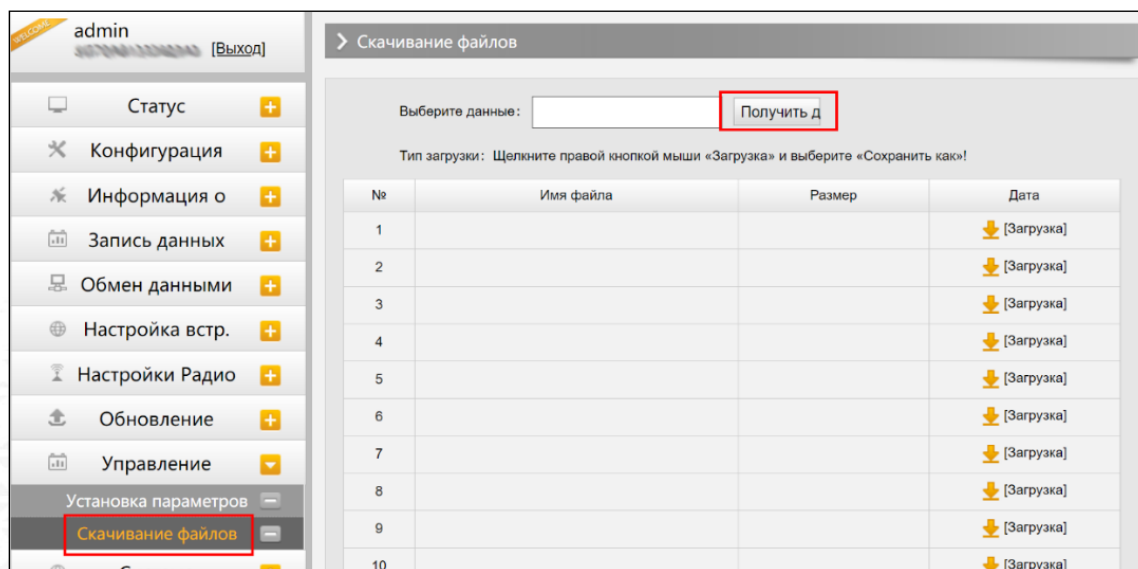 WELCOME
admin
[Выход]
Статус
Конфигурация
Информация о
Запись данных
Обмен данными
Настройка встр.
Настройки Радио
Обновление
Управление
Установка параметров
Скачивание файлов
Скачивание файлов
Выберите данные:
Получить д
Тип загрузки: Щелкните правой кнопкой мыши «Загрузка» и выберите «Сохранить как»!
№ Имя файла Размер Дата
1 [Загрузка]
2 [Загрузка]
3 [Загрузка]
4 [Загрузка]
5 [Загрузка]
6 [Загрузка]
7 [Загрузка]
8 [Загрузка]
9 [Загрузка]
10 [Загрузка]